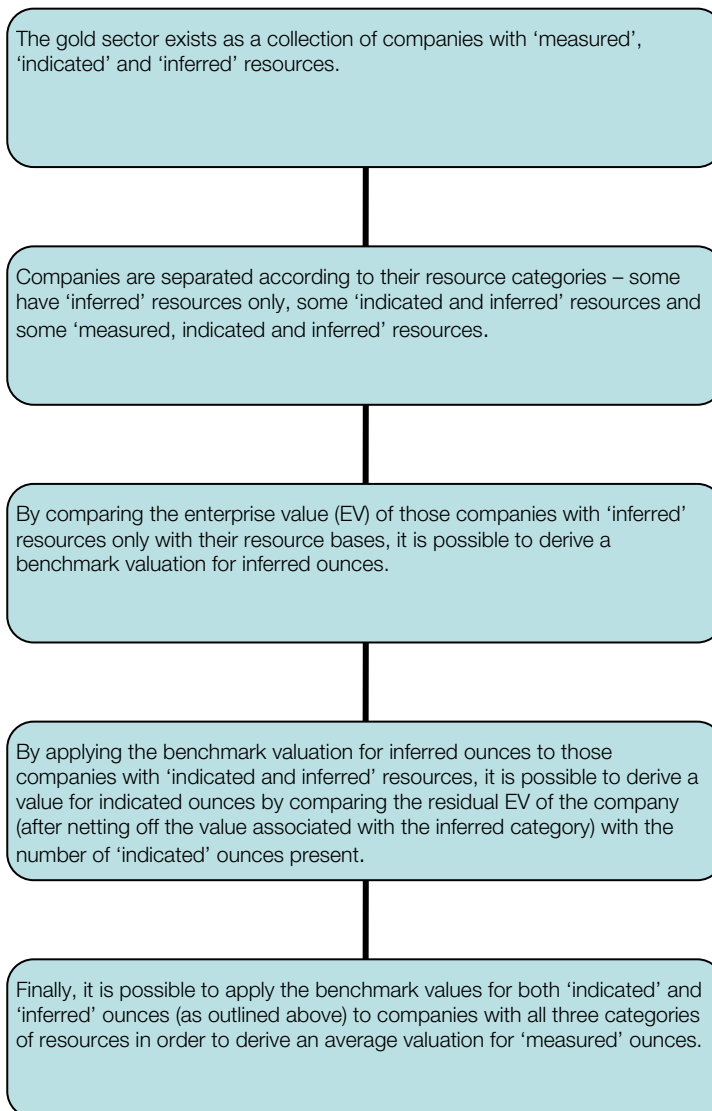 The gold sector exists as a collection of companies with ‘measured’,
‘indicated’ and ‘inferred’ resources.
Companies are separated according to their resource categories – some
have ‘inferred’ resources only, some ‘indicated and inferred’ resources and
some ‘measured, indicated and inferred’ resources.
By comparing the enterprise value (EV) of those companies with ‘inferred’
resources only with their resource bases, it is possible to derive a
benchmark valuation for inferred ounces.
By applying the benchmark valuation for inferred ounces to those
companies with ‘indicated and inferred’ resources, it is possible to derive a
value for indicated ounces by comparing the residual EV of the company
(after netting off the value associated with the inferred category) with the
number of ‘indicated’ ounces present.
Finally, it is possible to apply the benchmark values for both ‘indicated’ and
‘inferred’ ounces (as outlined above) to companies with all three categories
of resources in order to derive an average valuation for ‘measured’ ounces.